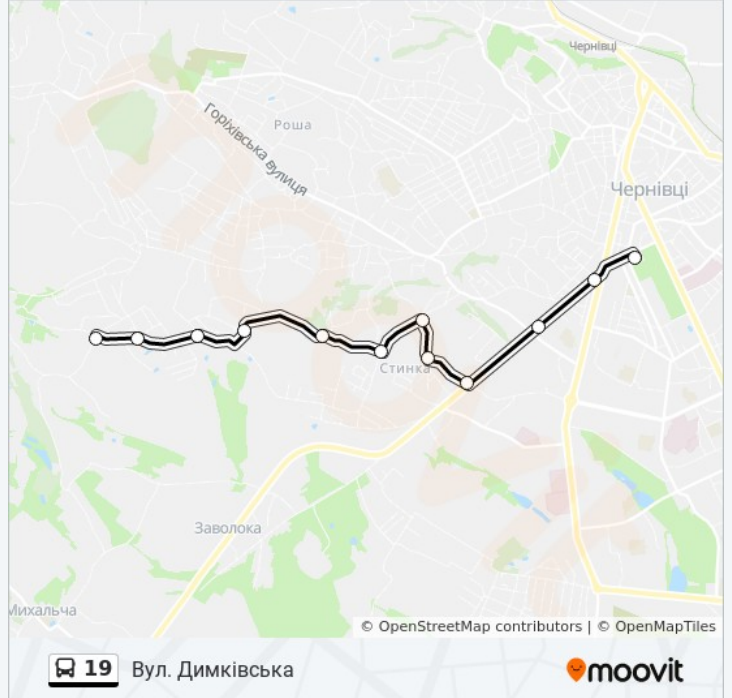 Чернівці
Горіхівська вулиця
Роша
Чернівці
Стинка
Заволока
Михальча
© OpenStreetMap contributors | © OpenMapTiles
19 Вул. Димківська
moovit